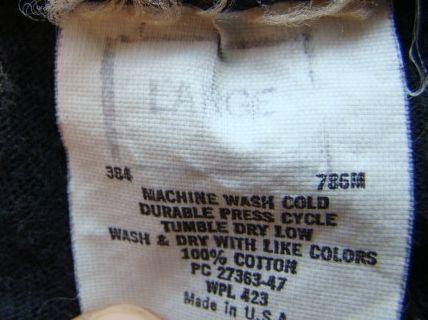 LARGE
384 786M
MACHINE WASH COLD
DURABLE PRESS CYCLE
TUMBLE DRY LOW
WASH & DRY WITH LIKE COLORS
100% COTTON
PC 27363-47
WPL 423
Made in U.S.A